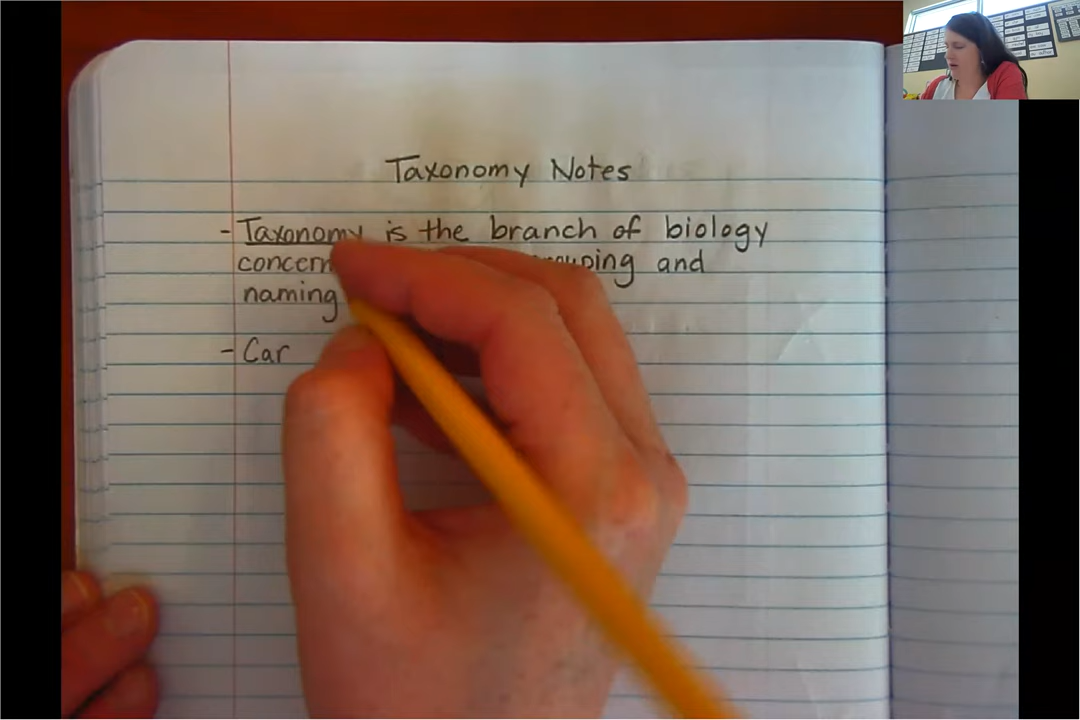 Taxonomy Notes
- Taxonomy is the branch of biology
and
naming
- Car